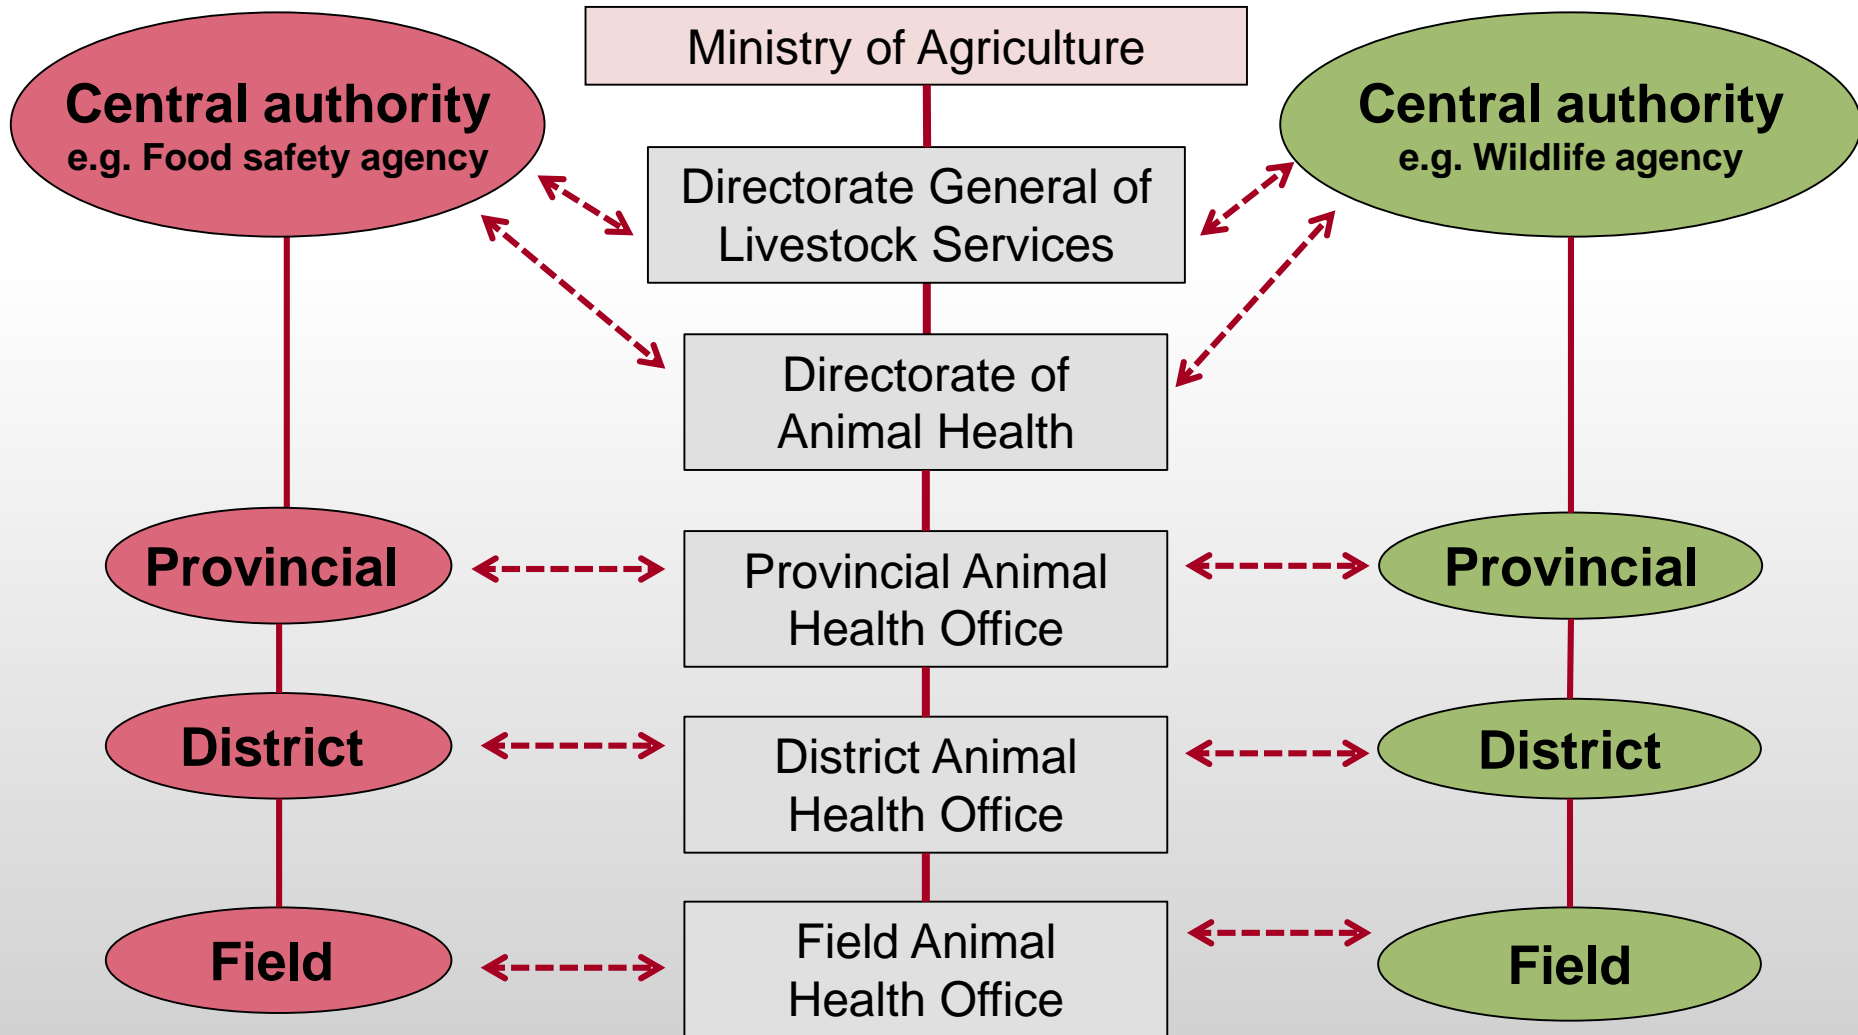 Ministry of Agriculture
Central authority
e.g. Food safety agency
Central authority
e.g. Wildlife agency
Directorate General of
Livestock Services
Directorate of
Animal Health
Provincial
Provincial Animal
Health Office
Provincial
District
District Animal
Health Office
District
Field
Field Animal
Health Office
Field